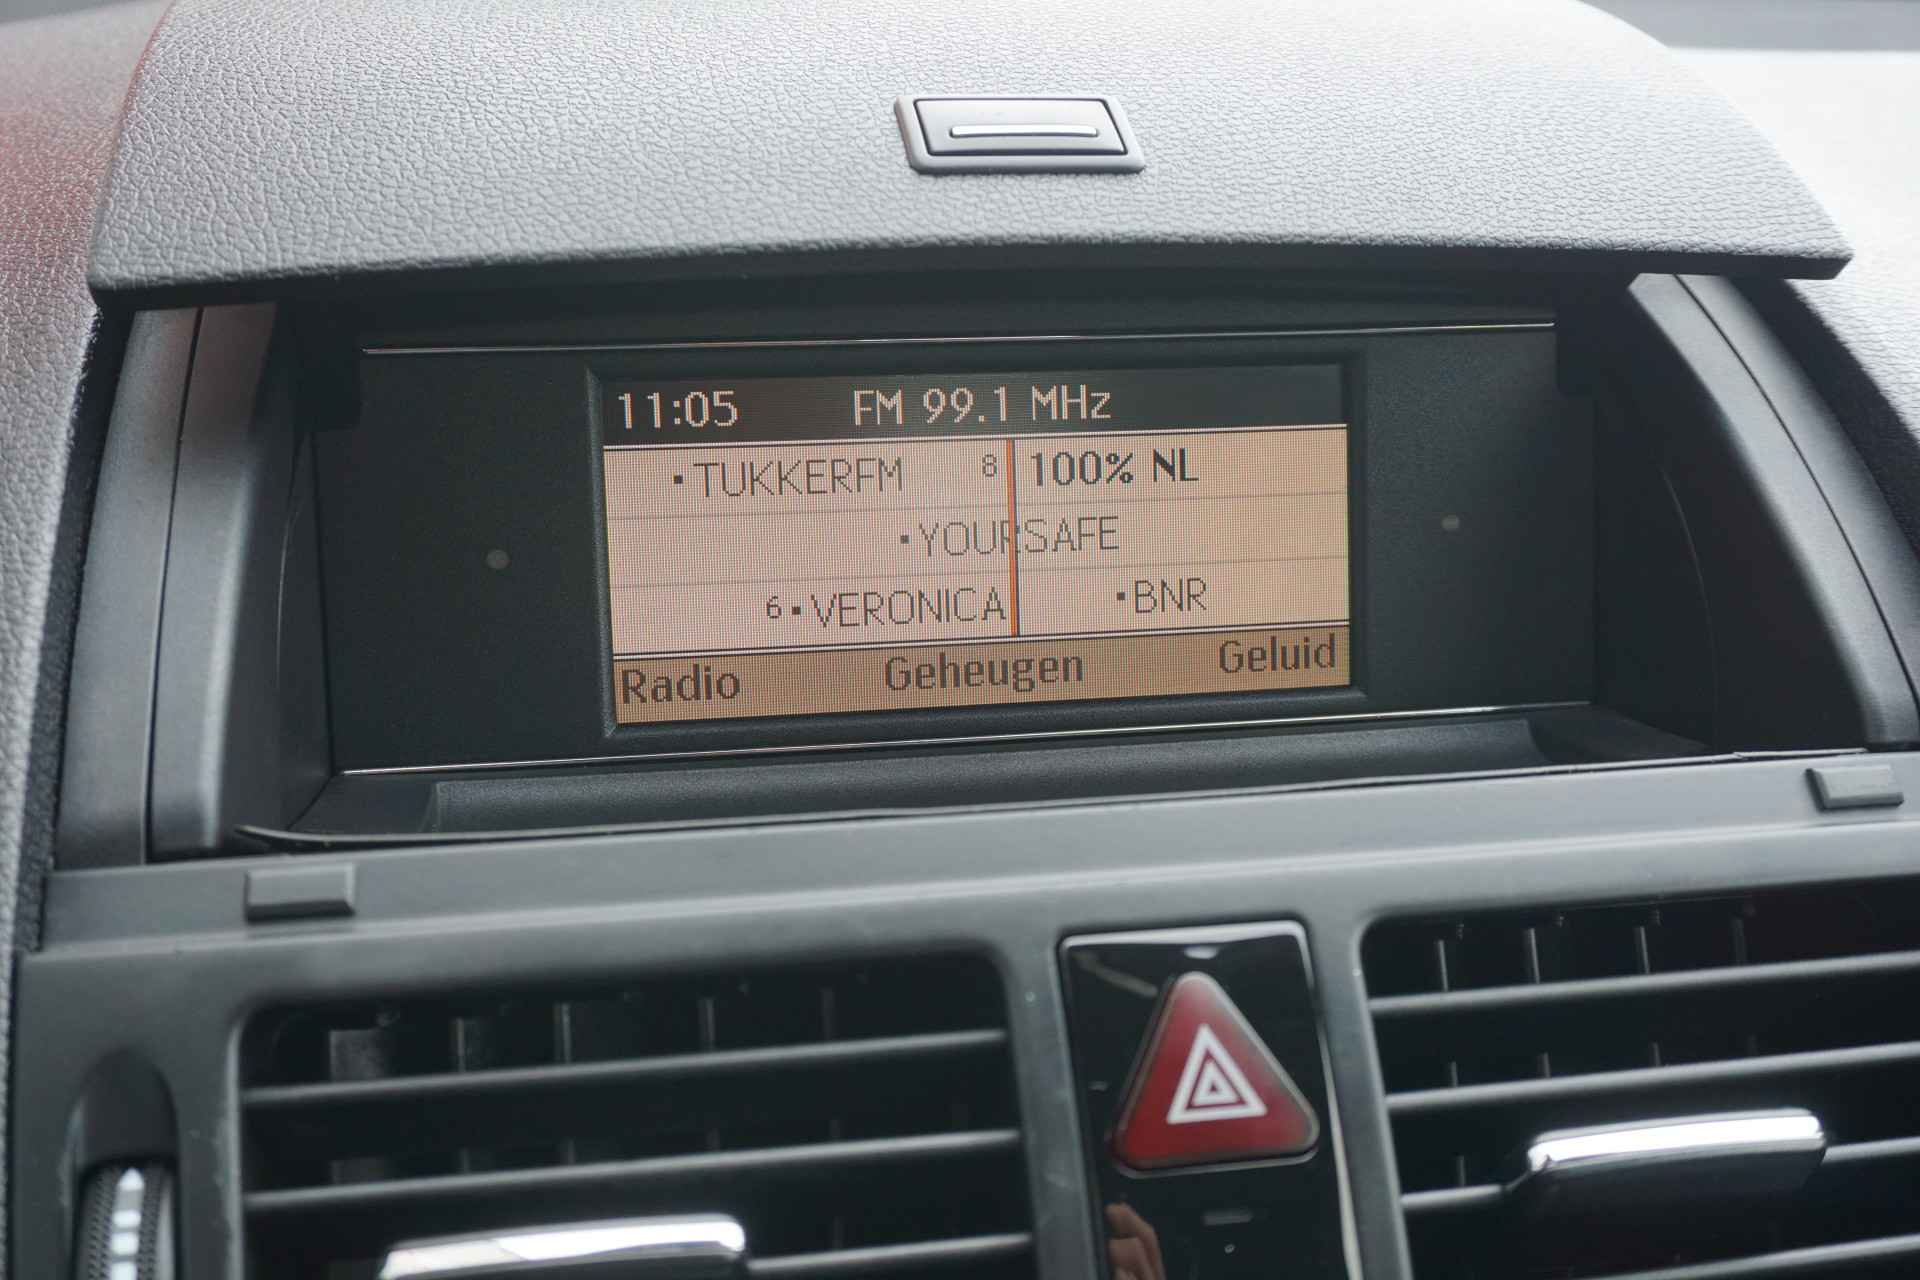 11:05 FM 99.1 MHz
▪TUKKERFM 8 100% NL
▪YOURSAFE
6▪VERONICA ▪BNR
Radio Geheugen Geluid